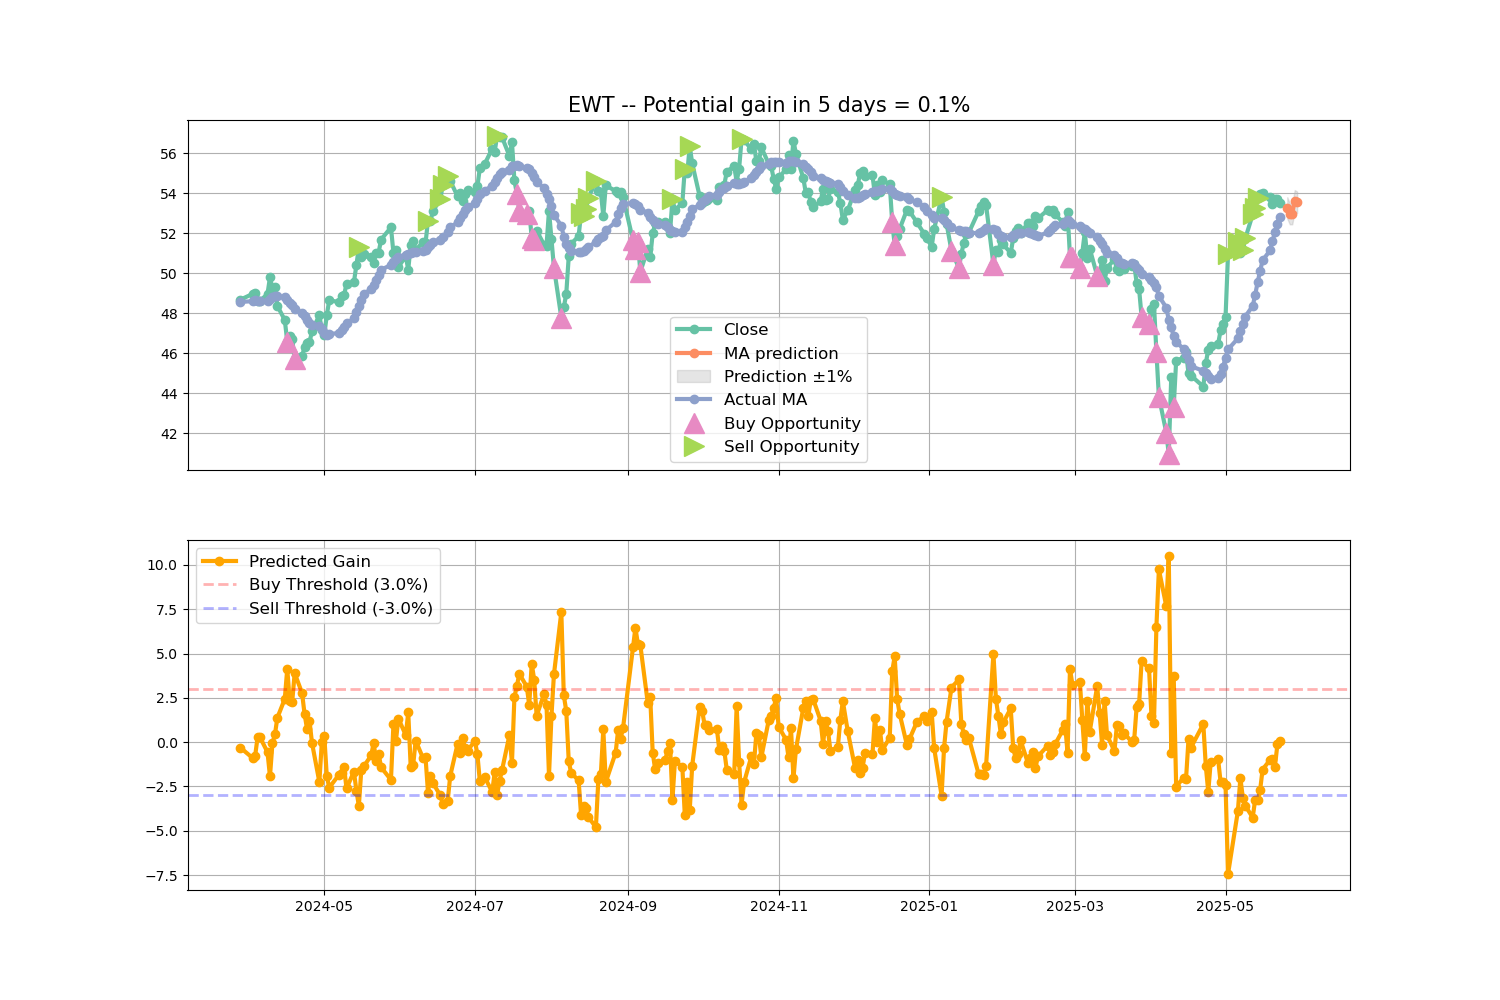 EWT -- Potential gain in 5 days = 0.1%
56
54
52
50
48
46
44
42
Close
MA prediction
Prediction ±1%
Actual MA
Buy Opportunity
Sell Opportunity
10.0
7.5
5.0
2.5
0.0
−2.5
−5.0
−7.5
Predicted Gain
Buy Threshold (3.0%)
Sell Threshold (-3.0%)
2024-05
2024-07
2024-09
2024-11
2025-01
2025-03
2025-05